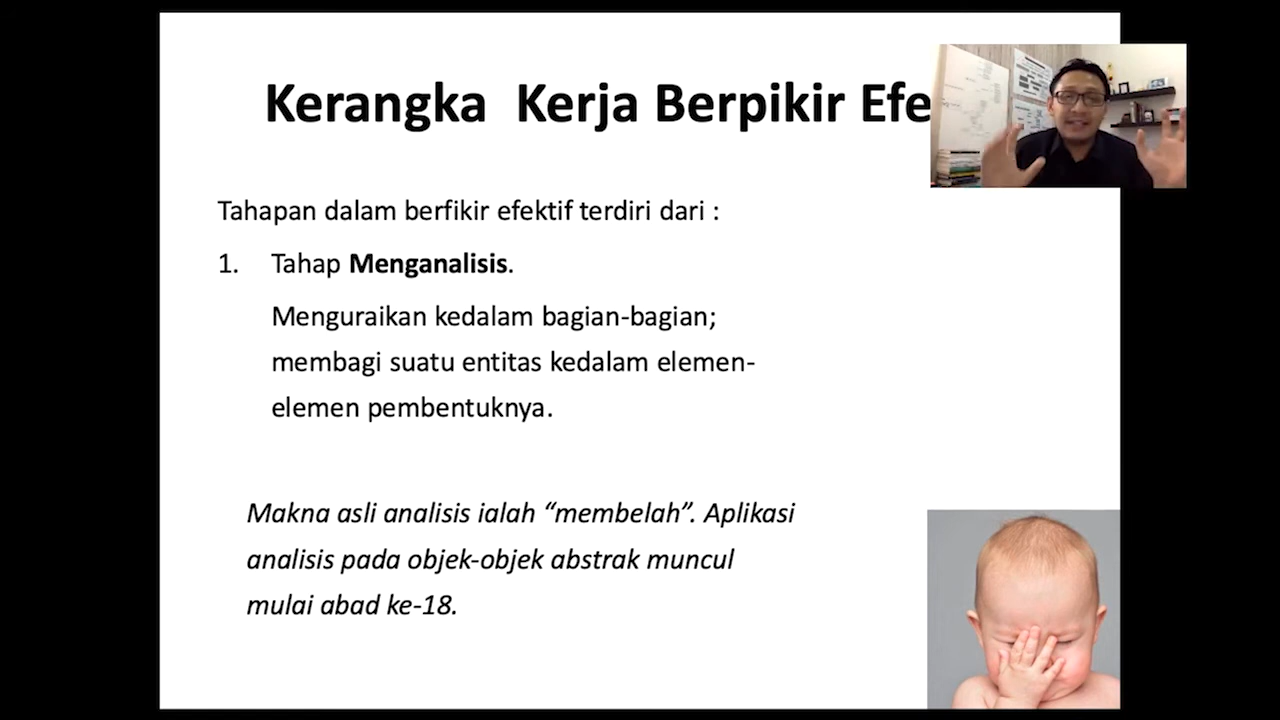 Kerangka Kerja Berpikir Efe
Tahapan dalam berfikir efektif terdiri dari :
1. Tahap Menganalisis.
Menguraikan kedalam bagian-bagian;
membagi suatu entitas kedalam elemen-
elemen pembentuknya.
Makna asli analisis ialah “membelah”. Aplikasi
analisis pada objek-objek abstrak muncul
mulai abad ke-18.